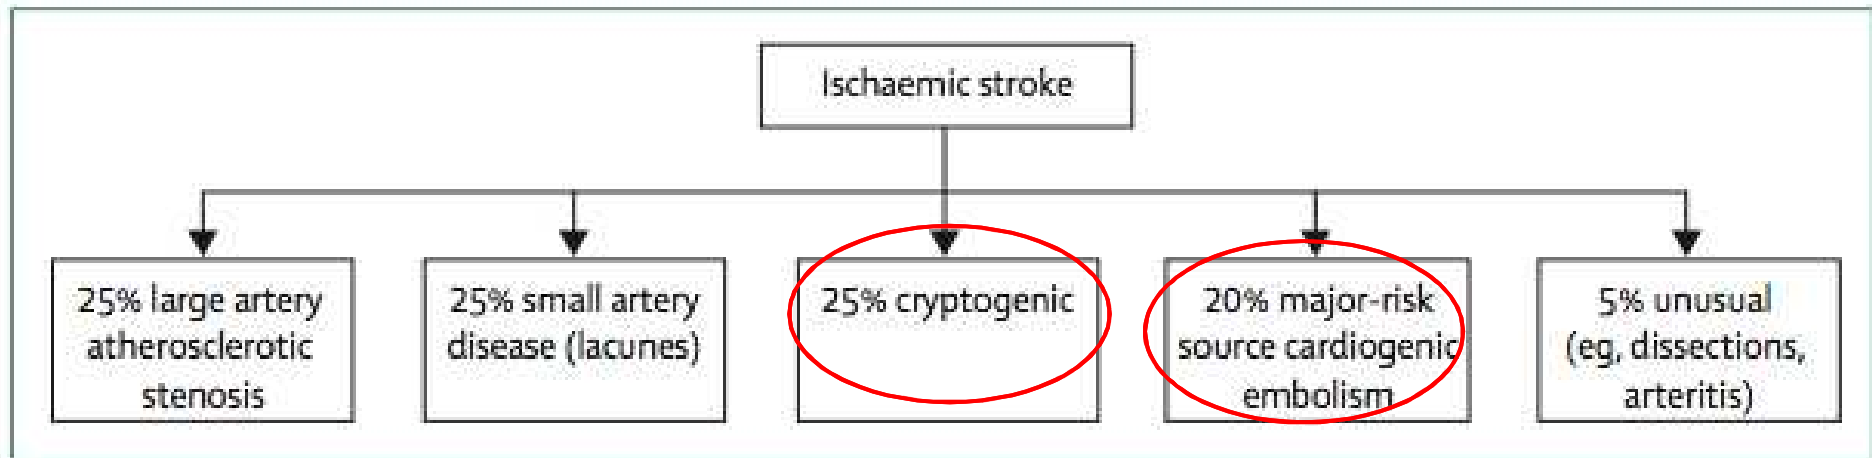 Ischaemic stroke
25% large artery
atherosclerotic
stenosis
25% small artery
disease (lacunes)
25% cryptogenic
20% major-risk
source cardiogenic
embolism
5% unusual
(eg, dissections,
arteritis)